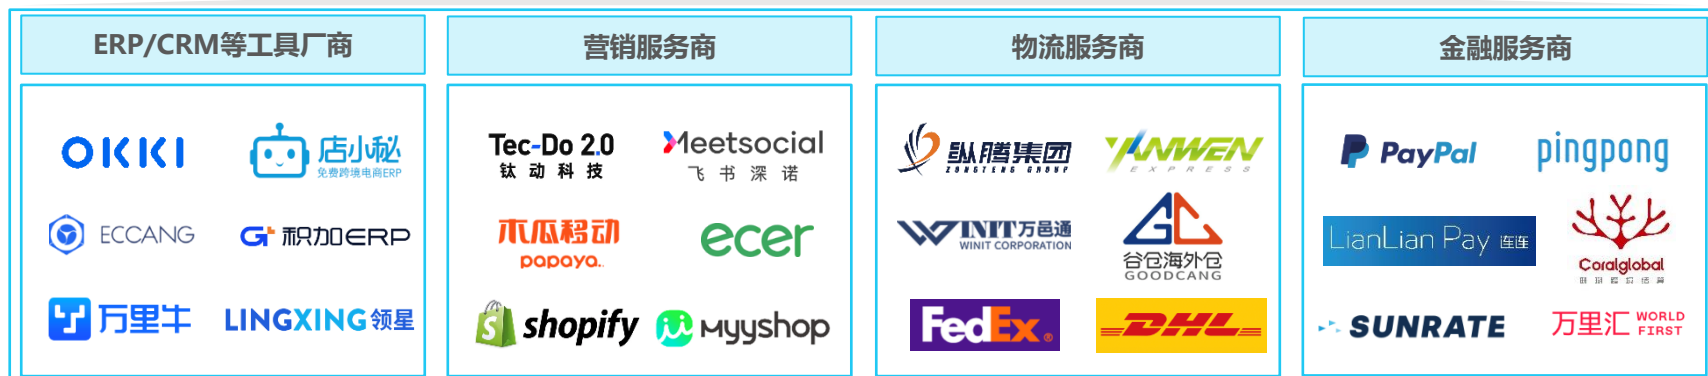 ERP/CRM等工具厂商
OKKI
店小秘
免费跨境电商ERP
ECCANG
积加ERP
万里牛
LINGXING领星
营销服务商
Tec-Do 2.0
钛动科技
Meetsocial
飞书深诺
木瓜移动
papaya
ecer
shopify
myyshop
物流服务商
纵腾集团
ZONGTENG GROUP
YANWEN
EXPRESS
WINIT万邑通
WINIT CORPORATION
谷仓海外仓
GOODCANG
FedEx
DHL
金融服务商
PayPal
pingpong
LianLian Pay 连连
Coralglobal
SUNRATE
万里汇 WORLD
FIRST